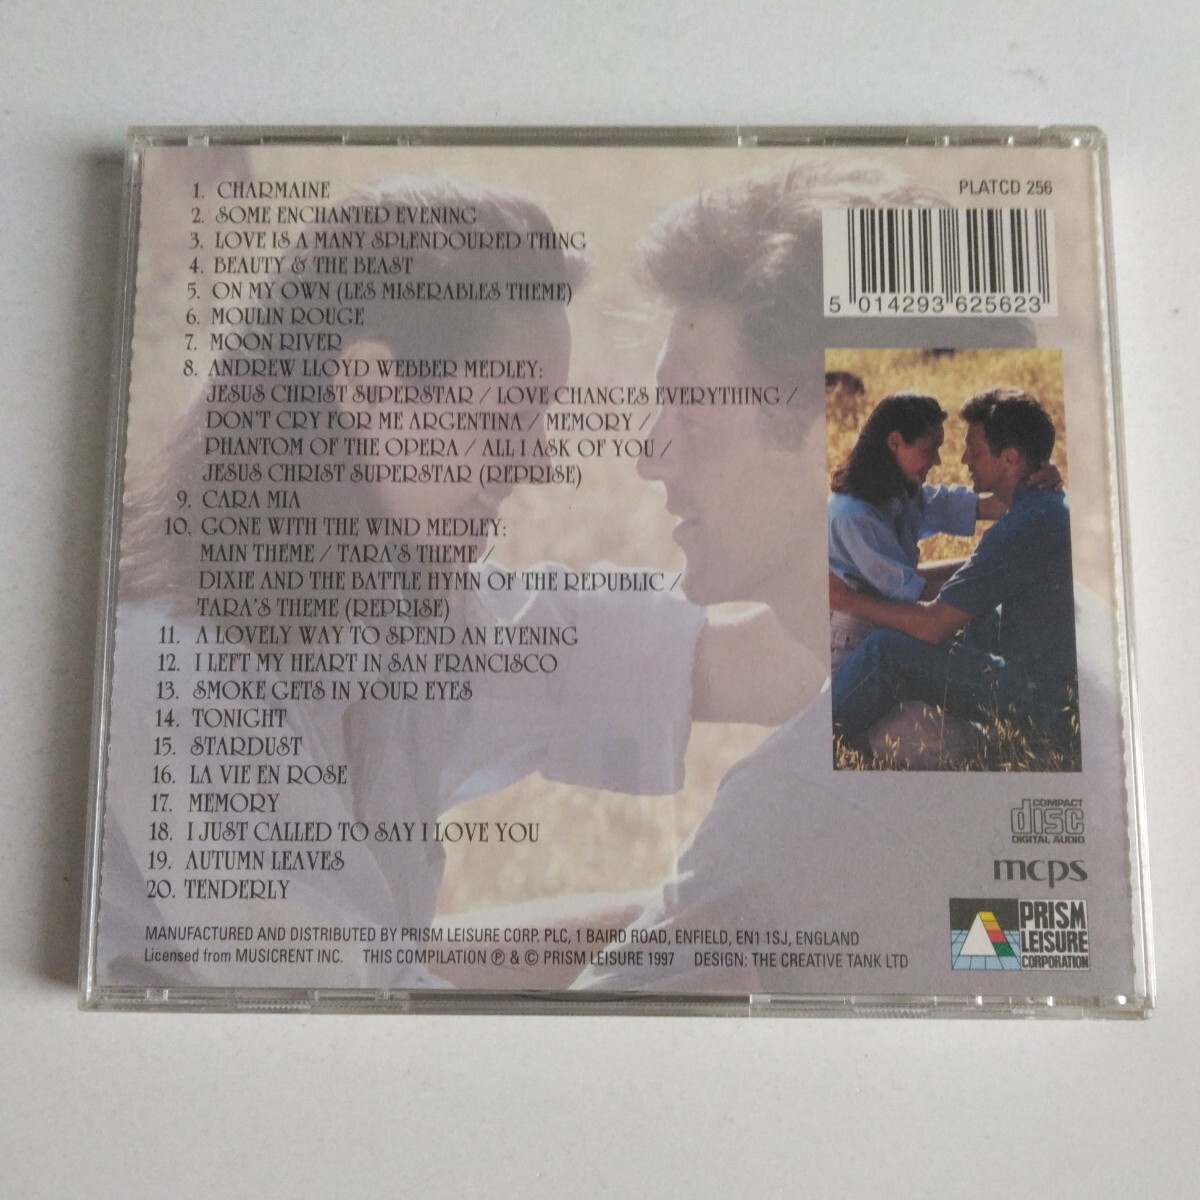 1. CHARMAINE
2. SOME ENCHANTED EVENING
3. LOVE IS A MANY SPLENDOURED THING
4. BEAUTY & THE BEAST
5. ON MY OWN (LES MISERABLES THEME)
6. MOULIN ROUGE
7. MOON RIVER
8. ANDREW LLOYD WEBBER MEDLEY:
JESUS CHRIST SUPERSTAR / LOVE CHANGES EVERYTHING /
DON'T CRY FOR ME ARGENTINA / MEMORY /
PHANTOM OF THE OPERA / ALL I ASK OF YOU /
JESUS CHRIST SUPERSTAR (REPRISE)
9. CARA MIA
10. GONE WITH THE WIND MEDLEY:
MAIN THEME / TARA'S THEME /
DIXIE AND THE BATTLE HYMN OF THE REPUBLIC /
TARA'S THEME (REPRISE)
11. A LOVELY WAY TO SPEND AN EVENING
12. I LEFT MY HEART IN SAN FRANCISCO
13. SMOKE GETS IN YOUR EYES
14. TONIGHT
15. STARDUST
16. LA VIE EN ROSE
17. MEMORY
18. I JUST CALLED TO SAY I LOVE YOU
19. AUTUMN LEAVES
20. TENDERLY
PLATCD 256
5 014293 625623
COMPACT
disc
DIGITAL AUDIO
mcps
PRISM
LEISURE
CORPORATION
MANUFACTURED AND DISTRIBUTED BY PRISM LEISURE CORP. PLC, 1 BAIRD ROAD, ENFIELD, EN1 1SJ, ENGLAND
Licensed from MUSICRENT INC. THIS COMPILATION ℗ & © PRISM LEISURE 1997 DESIGN: THE CREATIVE TANK LTD